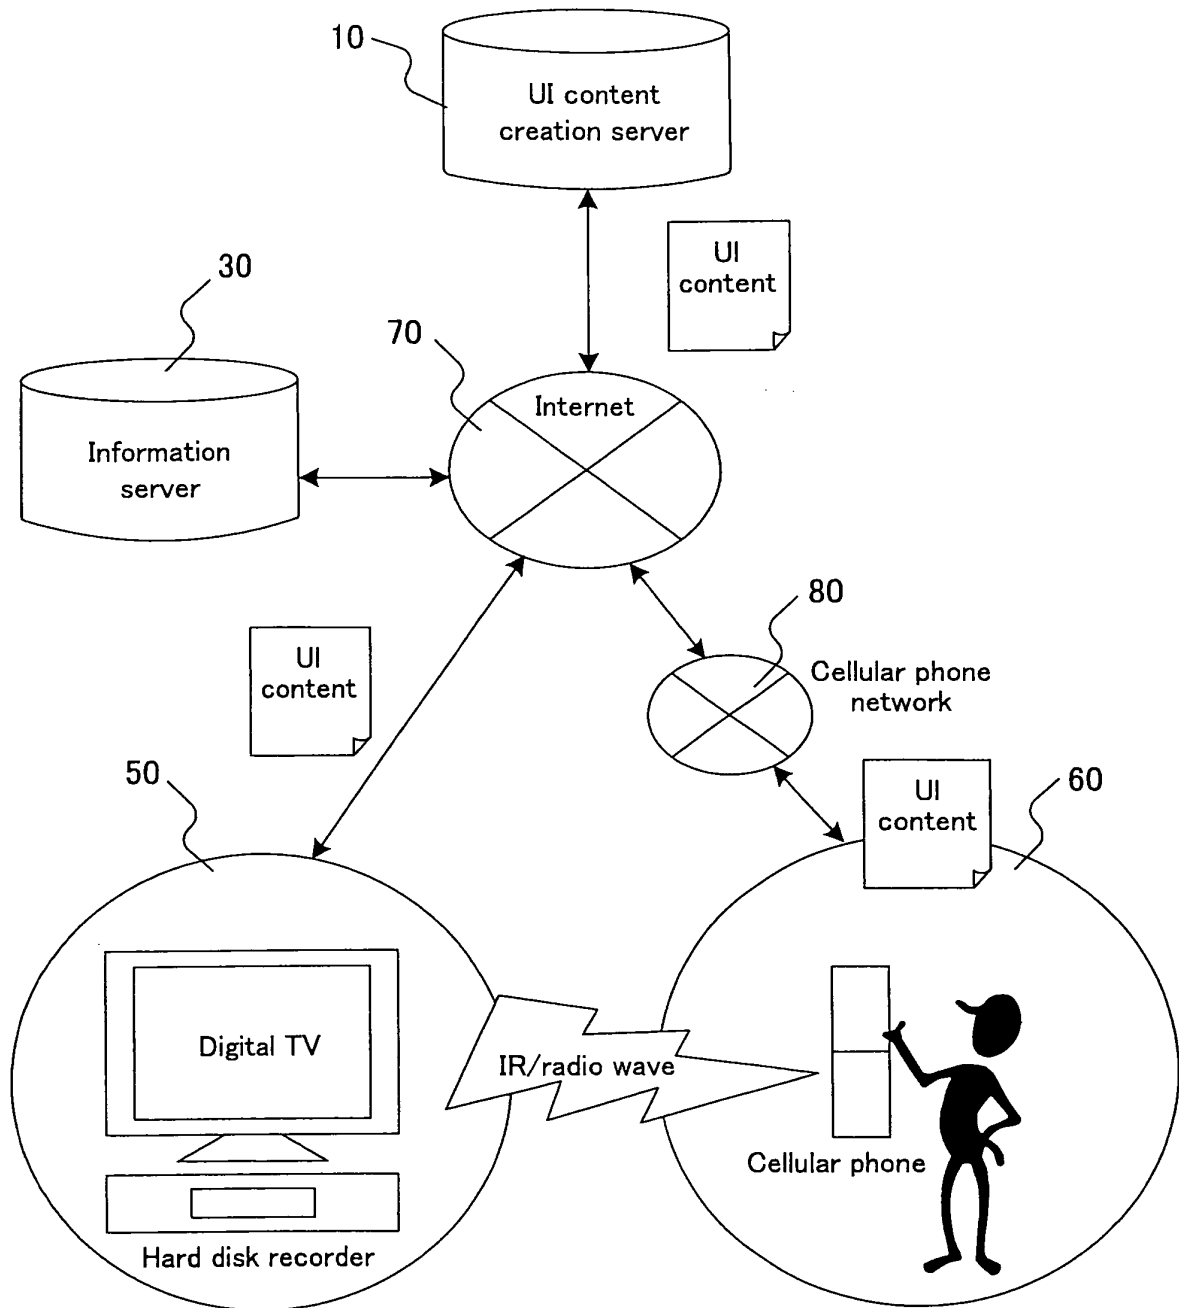 10
UI content
creation server
UI
content
30
70
Internet
Information
server
80
Cellular phone
network
UI
content
50
UI
content
60
Digital TV
IR/radio wave
Cellular phone
Hard disk recorder